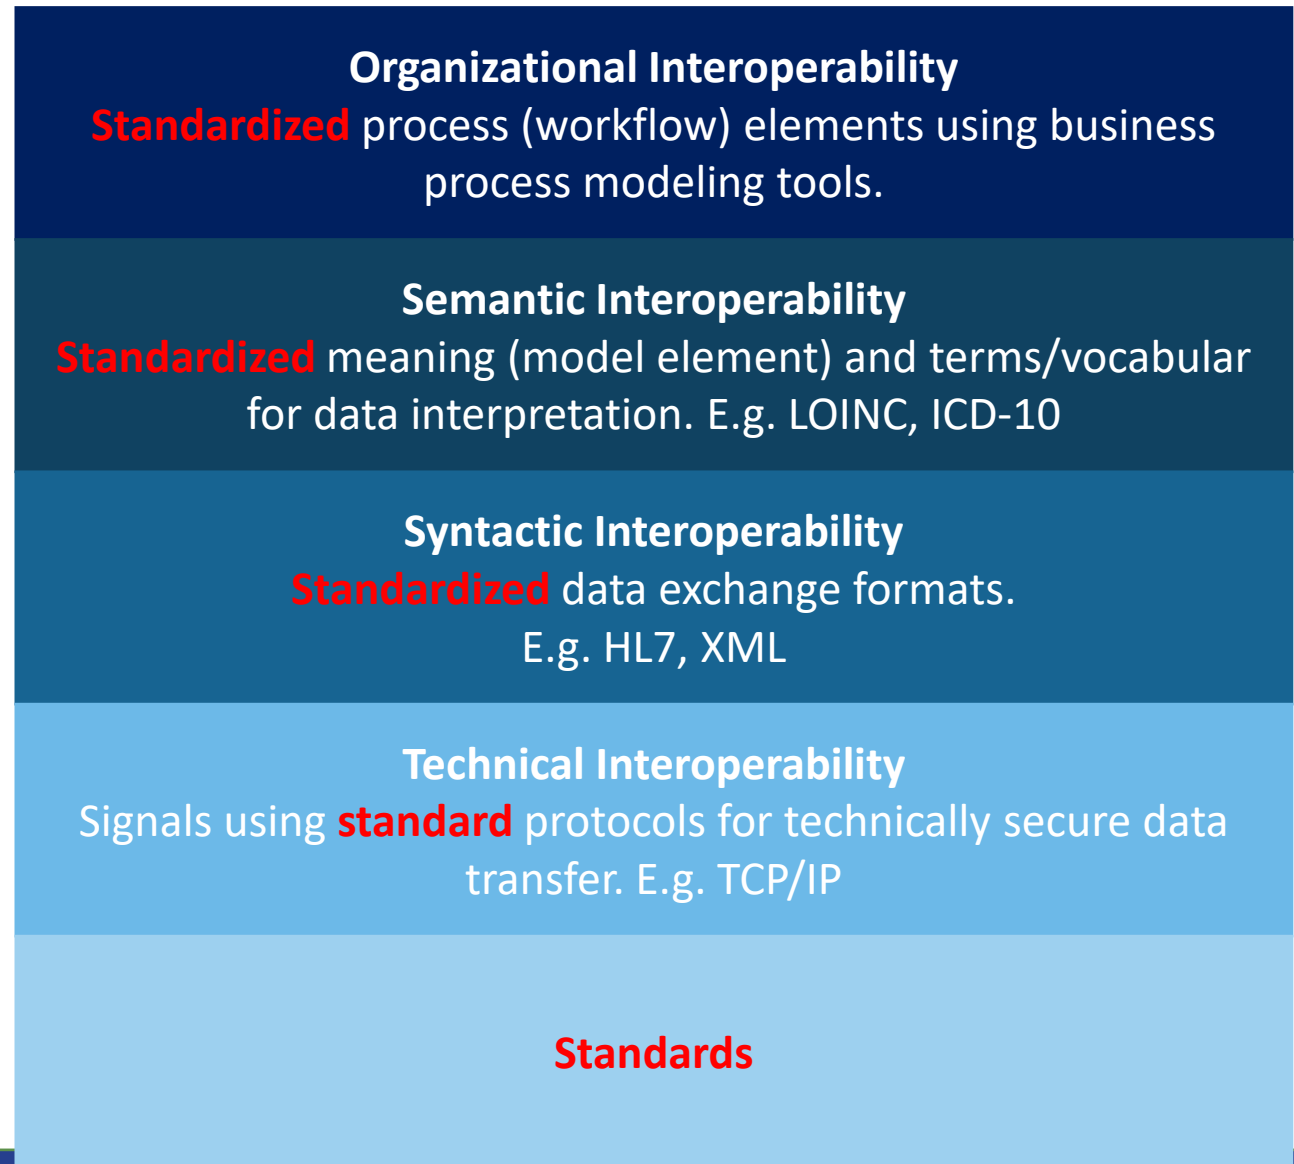 Organizational Interoperability
Standardized process (workflow) elements using business
process modeling tools.
Semantic Interoperability
Standardized meaning (model element) and terms/vocabular
for data interpretation. E.g. LOINC, ICD-10
Syntactic Interoperability
Standardized data exchange formats.
E.g. HL7, XML
Technical Interoperability
Signals using standard protocols for technically secure data
transfer. E.g. TCP/IP
Standards